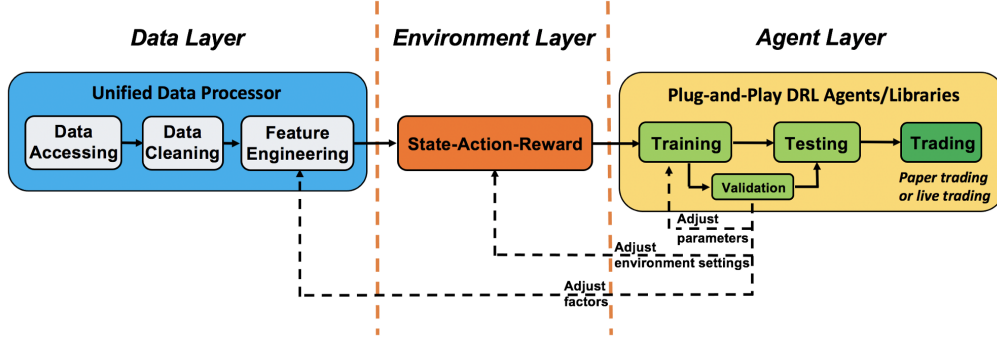 Data Layer
Environment Layer
Agent Layer
Unified Data Processor
Data
Accessing
Data
Cleaning
Feature
Engineering
State-Action-Reward
Plug-and-Play DRL Agents/Libraries
Training
Testing
Trading
Validation
Paper trading
or live trading
Adjust
parameters
Adjust
environment settings
Adjust
factors